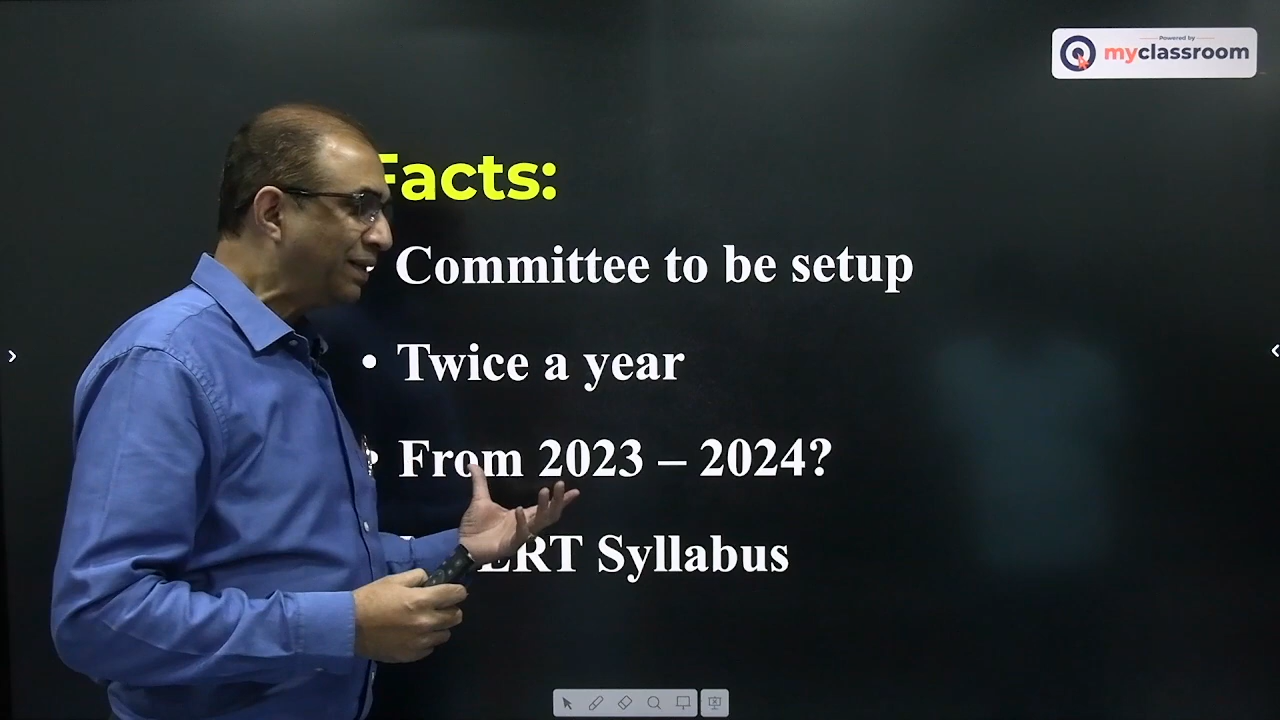 Powered by
myclassroom
Facts:
Committee to be setup
• Twice a year
• From 2023 – 2024?
Syllabus